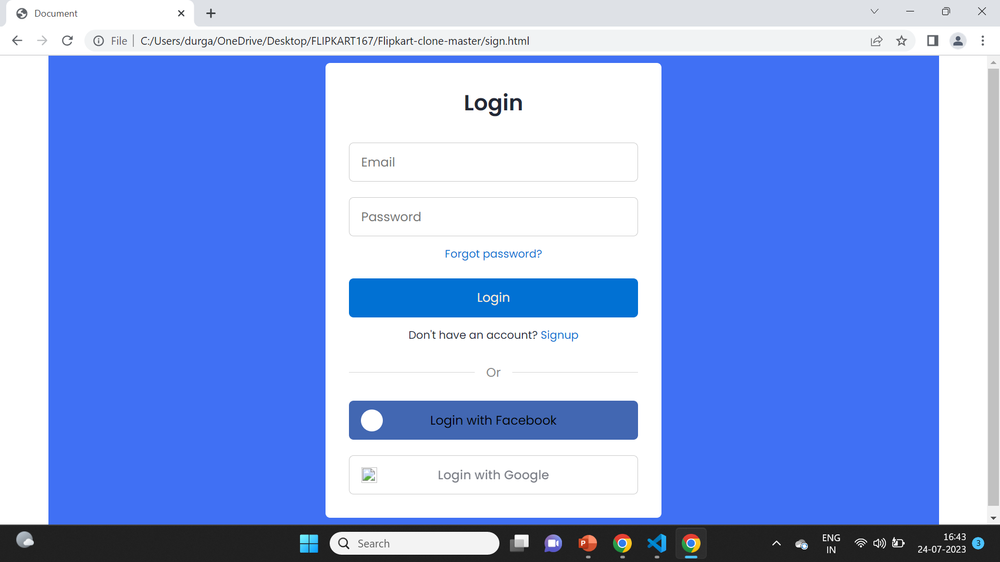 Document
File C:/Users/durga/OneDrive/Desktop/FLIPKART167/Flipkart-clone-master/sign.html
Login
Email
Password
Forgot password?
Login
Don't have an account? Signup
Or
Login with Facebook
Login with Google
Search
P
ENG
IN
16:43
24-07-2023
3